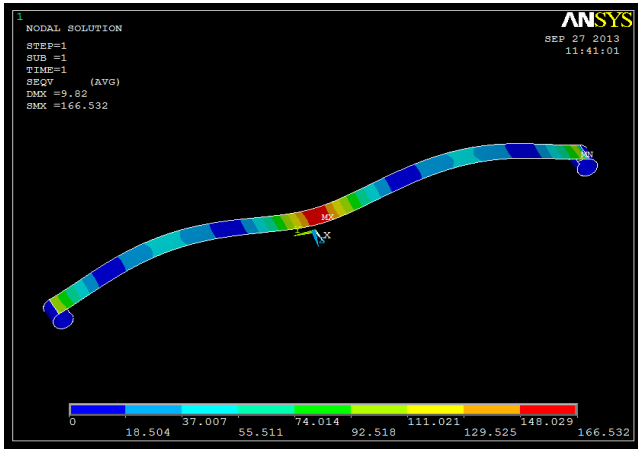 1
NODAL SOLUTION
ANSYS
SEP 27 2013
11:41:01
STEP=1
SUB =1
TIME=1
SEQV (AVG)
DMX =9.82
SMX =166.532
MN
MX
X
0 37.007 74.014 111.021 148.029
18.504 55.511 92.518 129.525 166.532